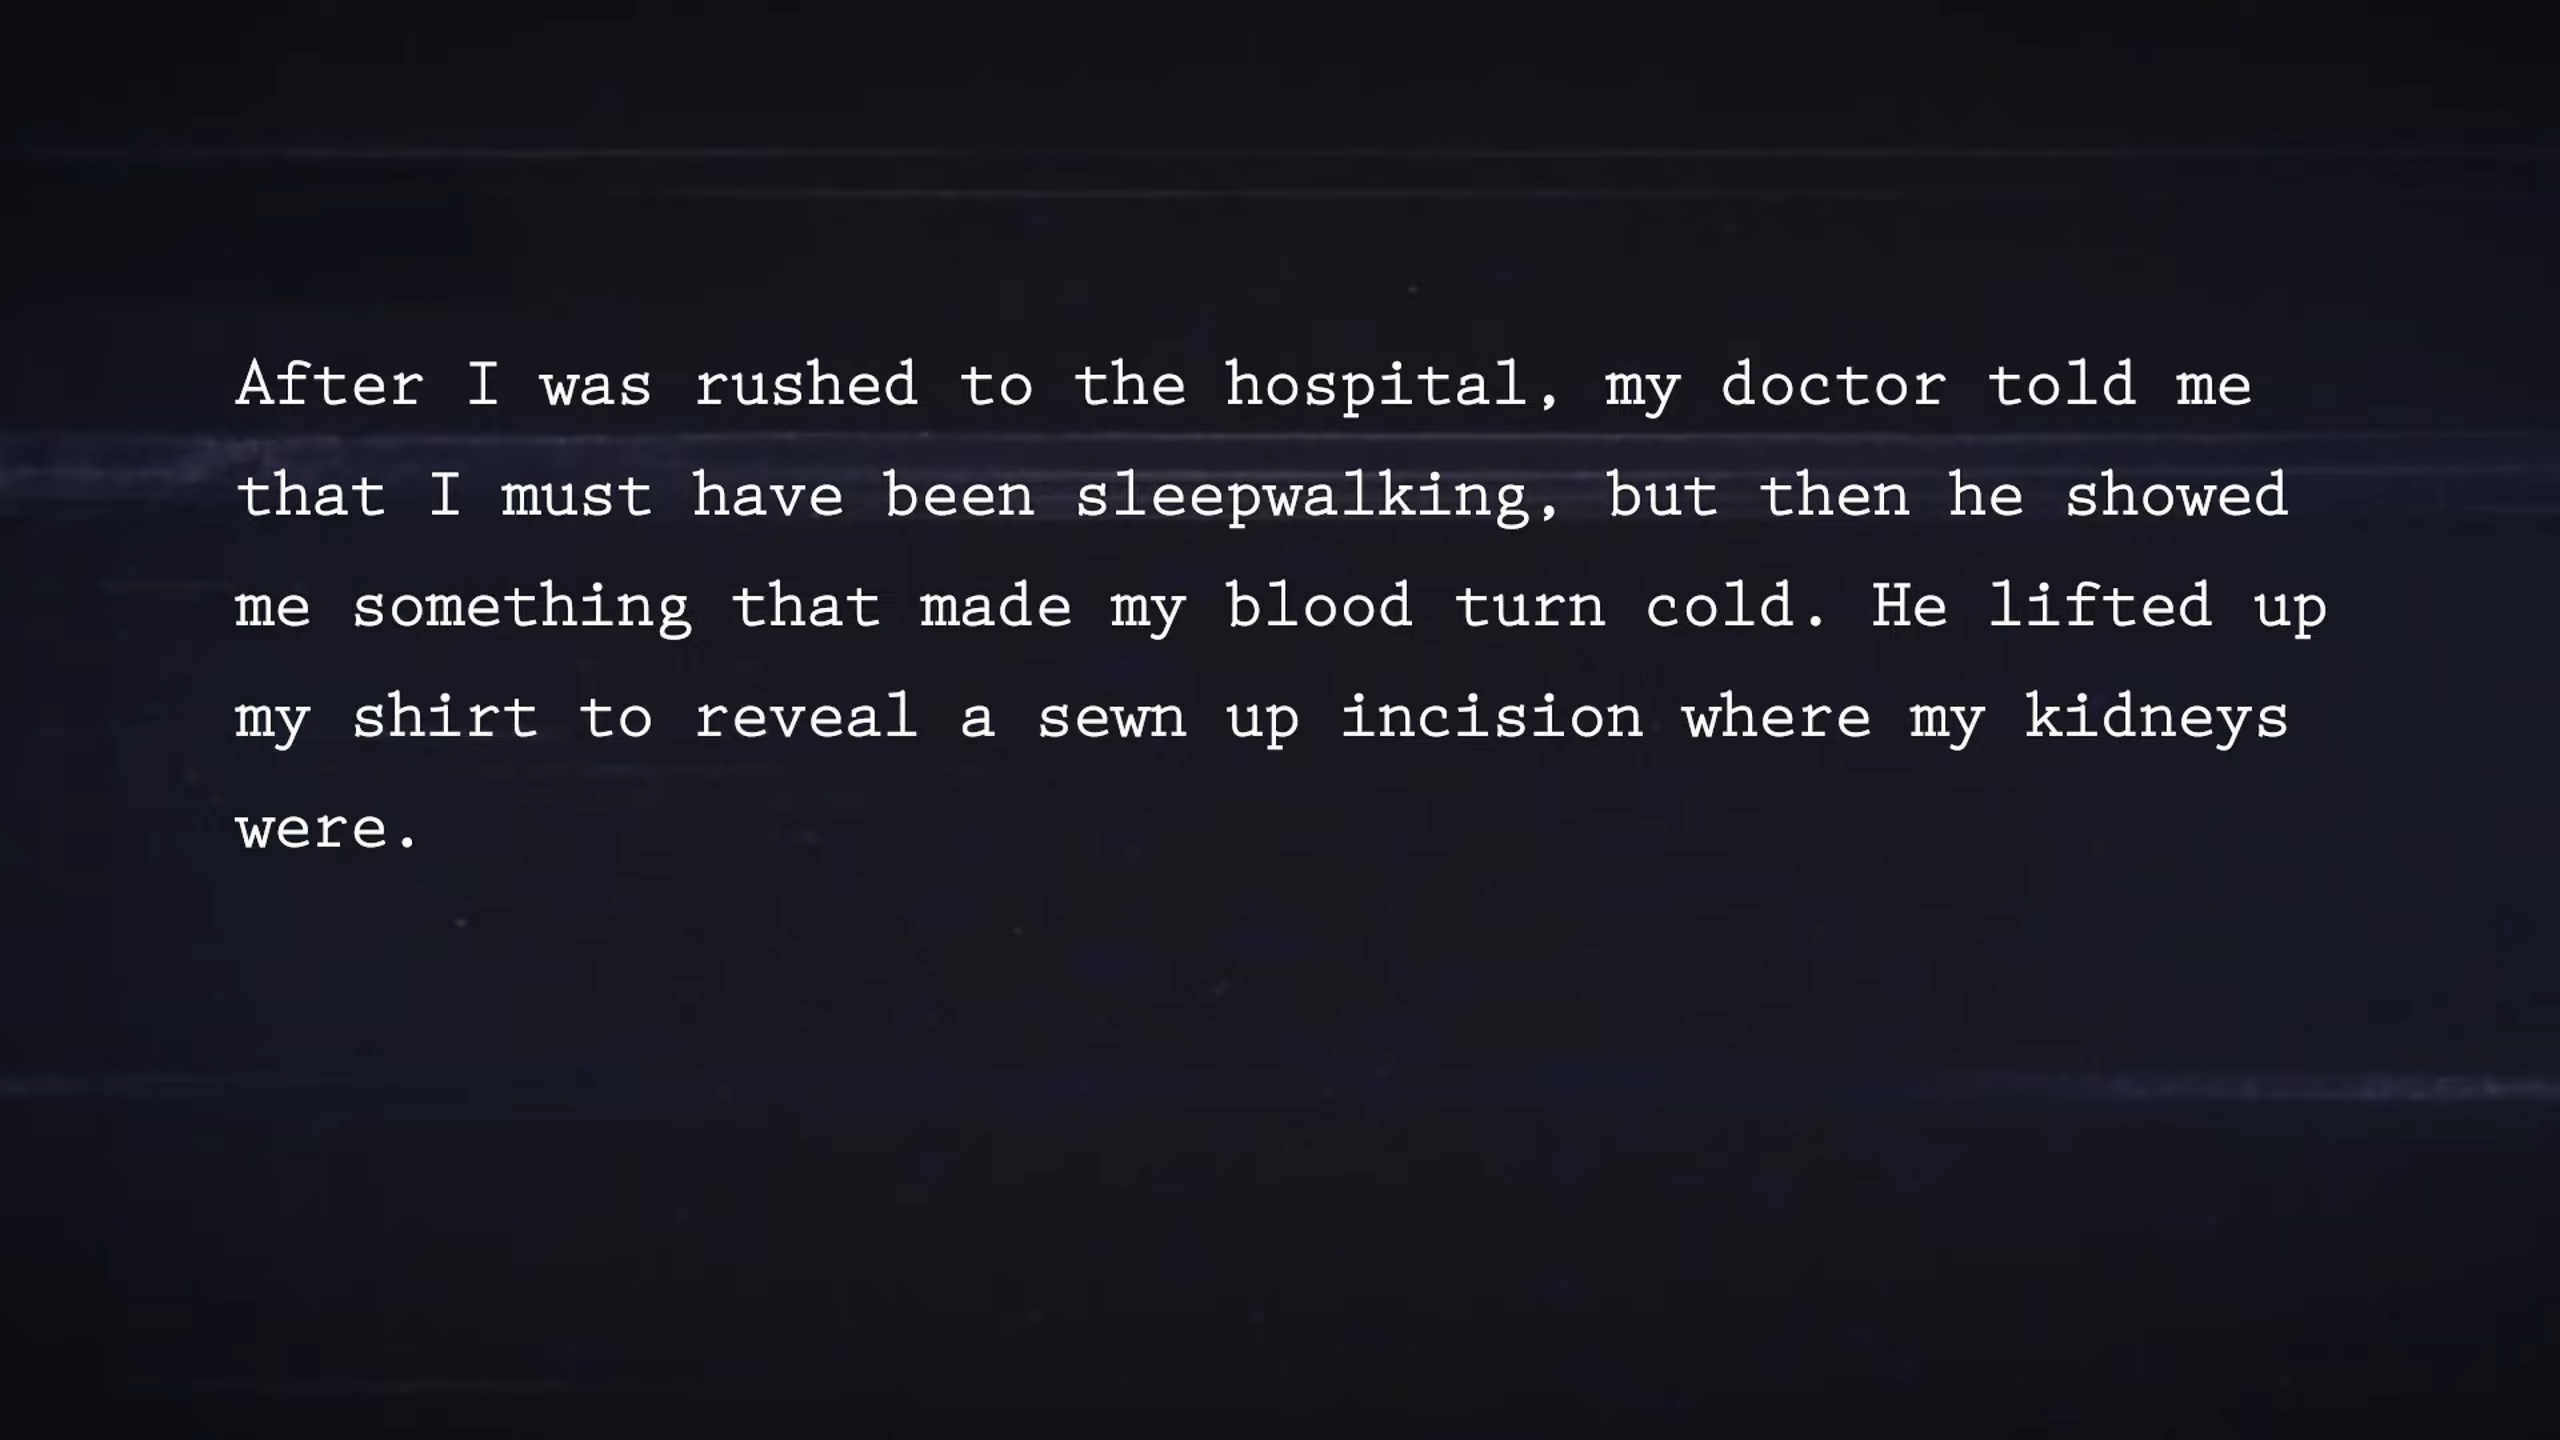 After I was rushed to the hospital, my doctor told me
that I must have been sleepwalking, but then he showed
me something that made my blood turn cold. He lifted up
my shirt to reveal a sewn up incision where my kidneys
were.